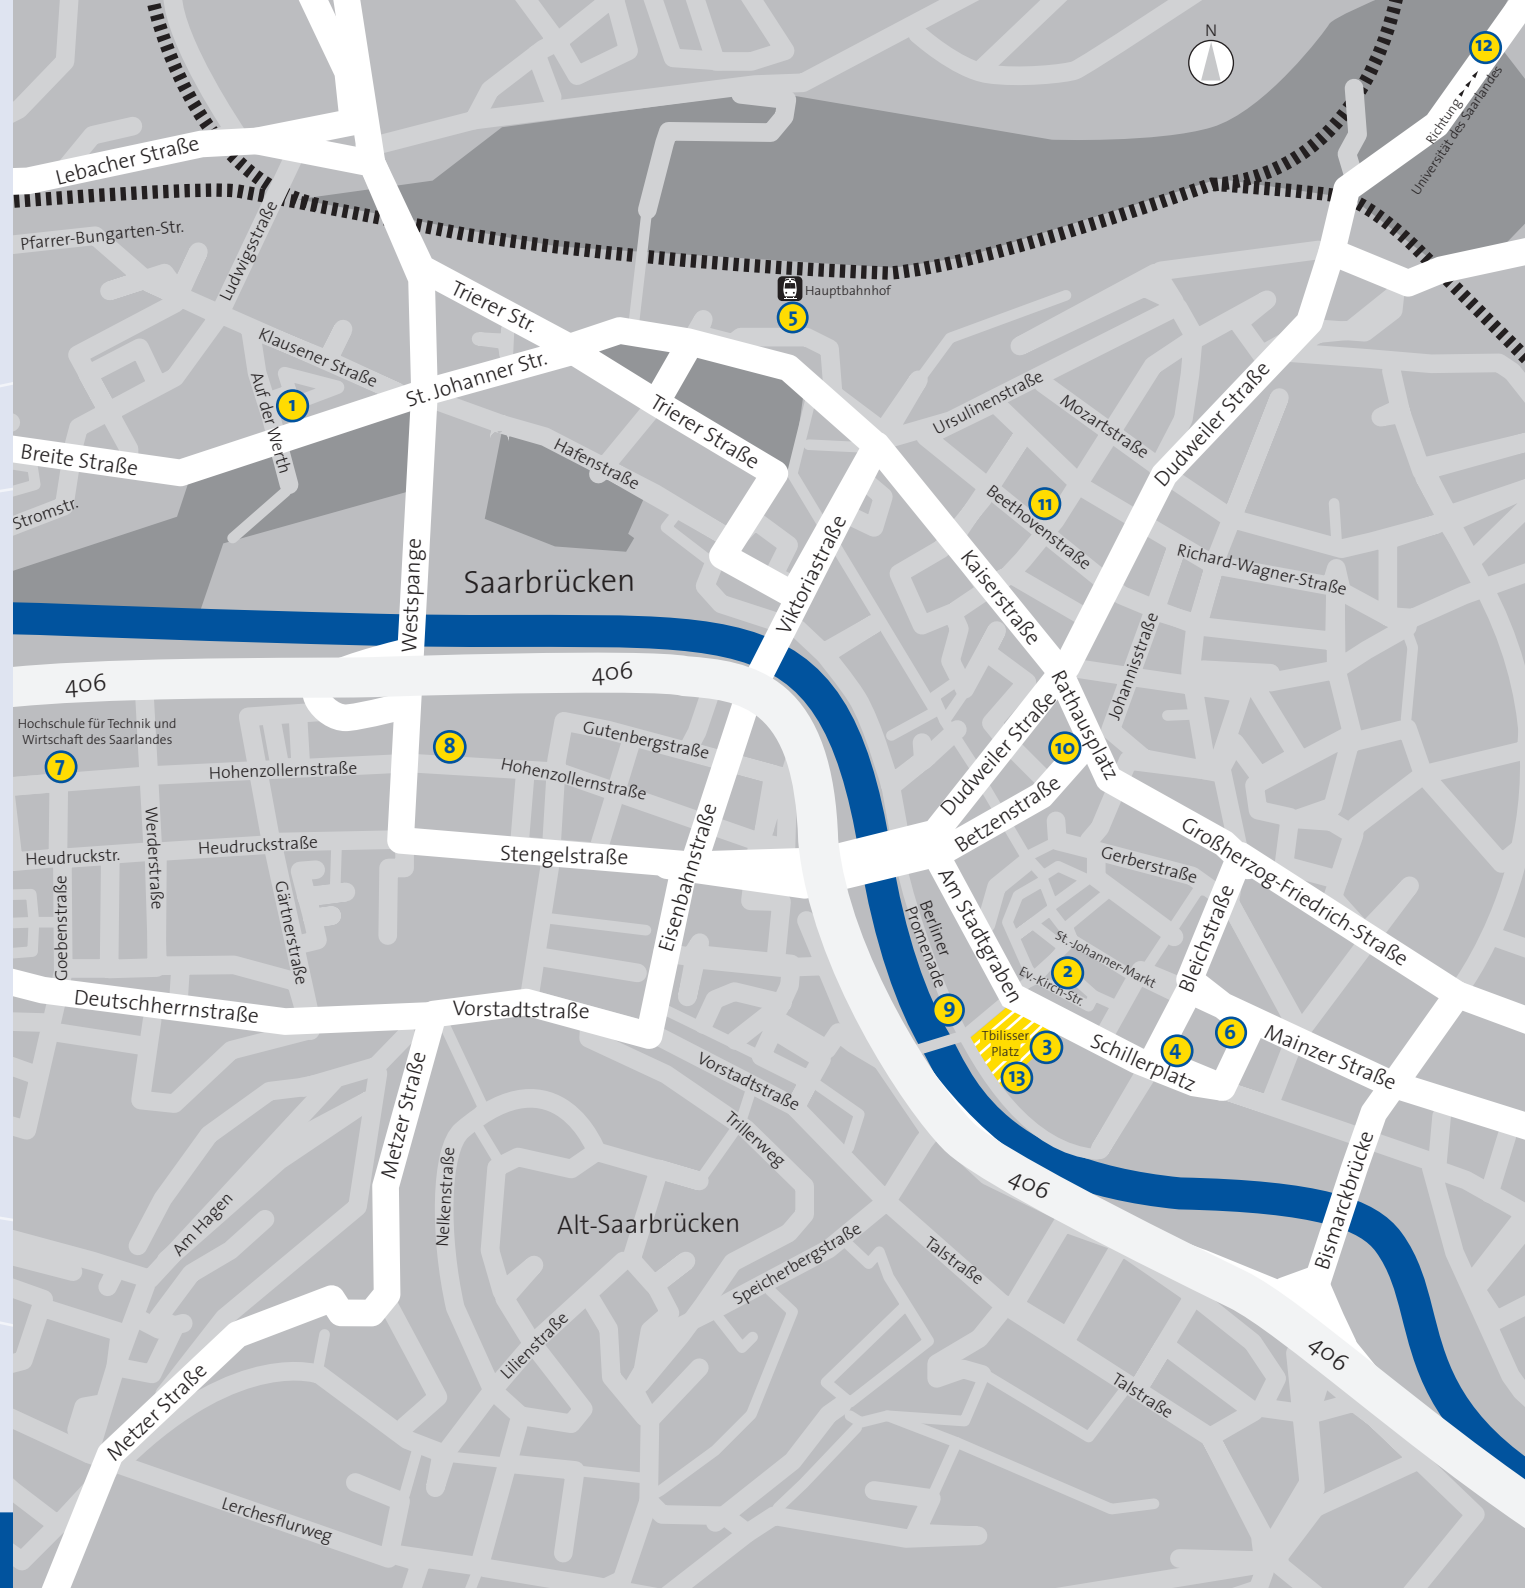 N
12
Richtung
Universität des Saarlandes
Lebacher Straße
Pfarrer-Bungarten-Str.
Ludwigsstraße
Trierer Str.
Hauptbahnhof
5
Klausener Straße
St. Johanner Str.
Auf der Werth
1
Trierer Straße
Ursulinenstraße
Mozartstraße
Dudweiler Straße
Breite Straße
Hafenstraße
Stromstr.
11
Beethovenstraße
Richard-Wagner-Straße
Viktoriastraße
Kaiserstraße
Westspange
Saarbrücken
Johannisstraße
406
406
Rathausplatz
Dudweiler Straße
Hochschule für Technik und
Wirtschaft des Saarlandes
7
8
Gutenbergstraße
10
Hohenzollernstraße
Hohenzollernstraße
Betzenstraße
Werderstraße
Heudruckstr.
Heudruckstraße
Stengelstraße
Eisenbahnstraße
Gerberstraße
Großherzog-Friedrich-Straße
Goebenstraße
Gärtnerstraße
Am Stadtgraben
Berliner
Promenade
Bleichstraße
St.-Johanner-Markt
2
Ev.-Kirch-Str.
Deutschherrnstraße
Vorstadtstraße
9
Tbilisser
Platz
3
13
Schillerplatz
4
6
Mainzer Straße
Metzer Straße
Vorstadtstraße
Trillerweg
Nelkenstraße
Am Hagen
Alt-Saarbrücken
406
Bismarckbrücke
Speicherbergstraße
Talstraße
Lilienstraße
406
Metzer Straße
Talstraße
Lerchesflurweg